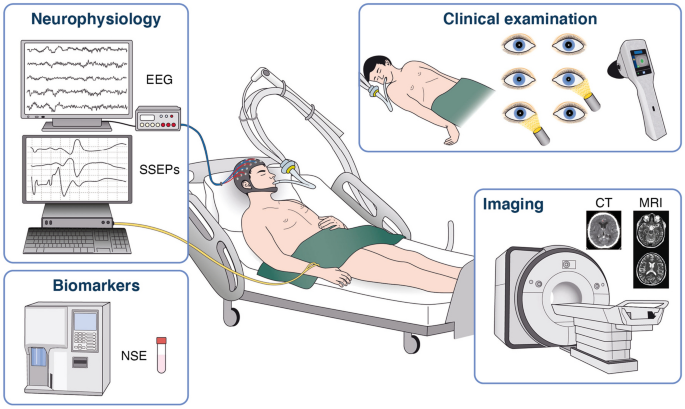 Neurophysiology
EEG
SSEPs
Biomarkers
NSE
Clinical examination
Imaging
CT
MRI